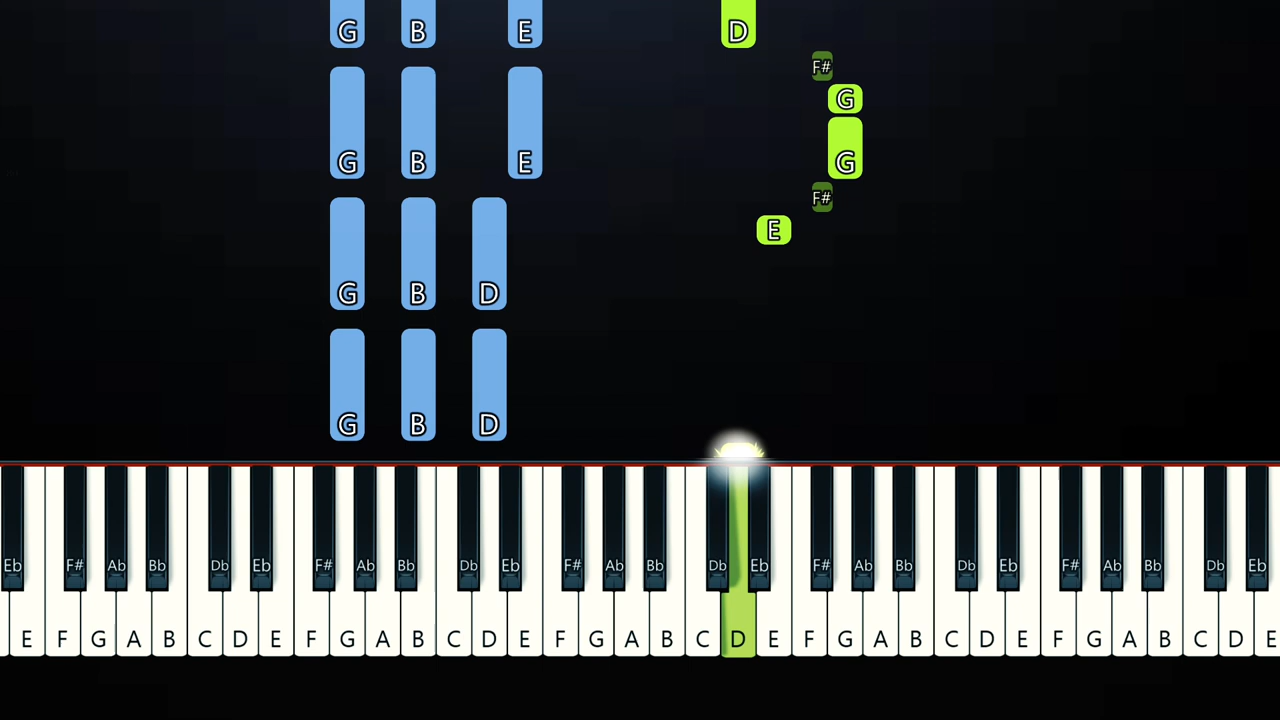 G B E D
F#
G
G B E G
F#
E
G B D
G B D
Eb F# Ab Bb Db Eb F# Ab Bb Db Eb F# Ab Bb Db Eb F# Ab Bb Db Eb F# Ab Bb Db Eb
E F G A B C D E F G A B C D E F G A B C D E F G A B C D E F G A B C D E